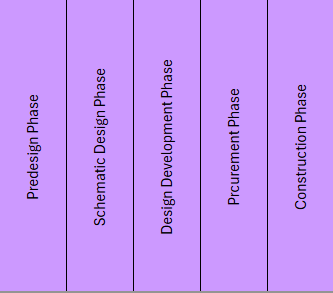 Predesign Phase
Schematic Design Phase
Design Development Phase
Prcurement Phase
Construction Phase